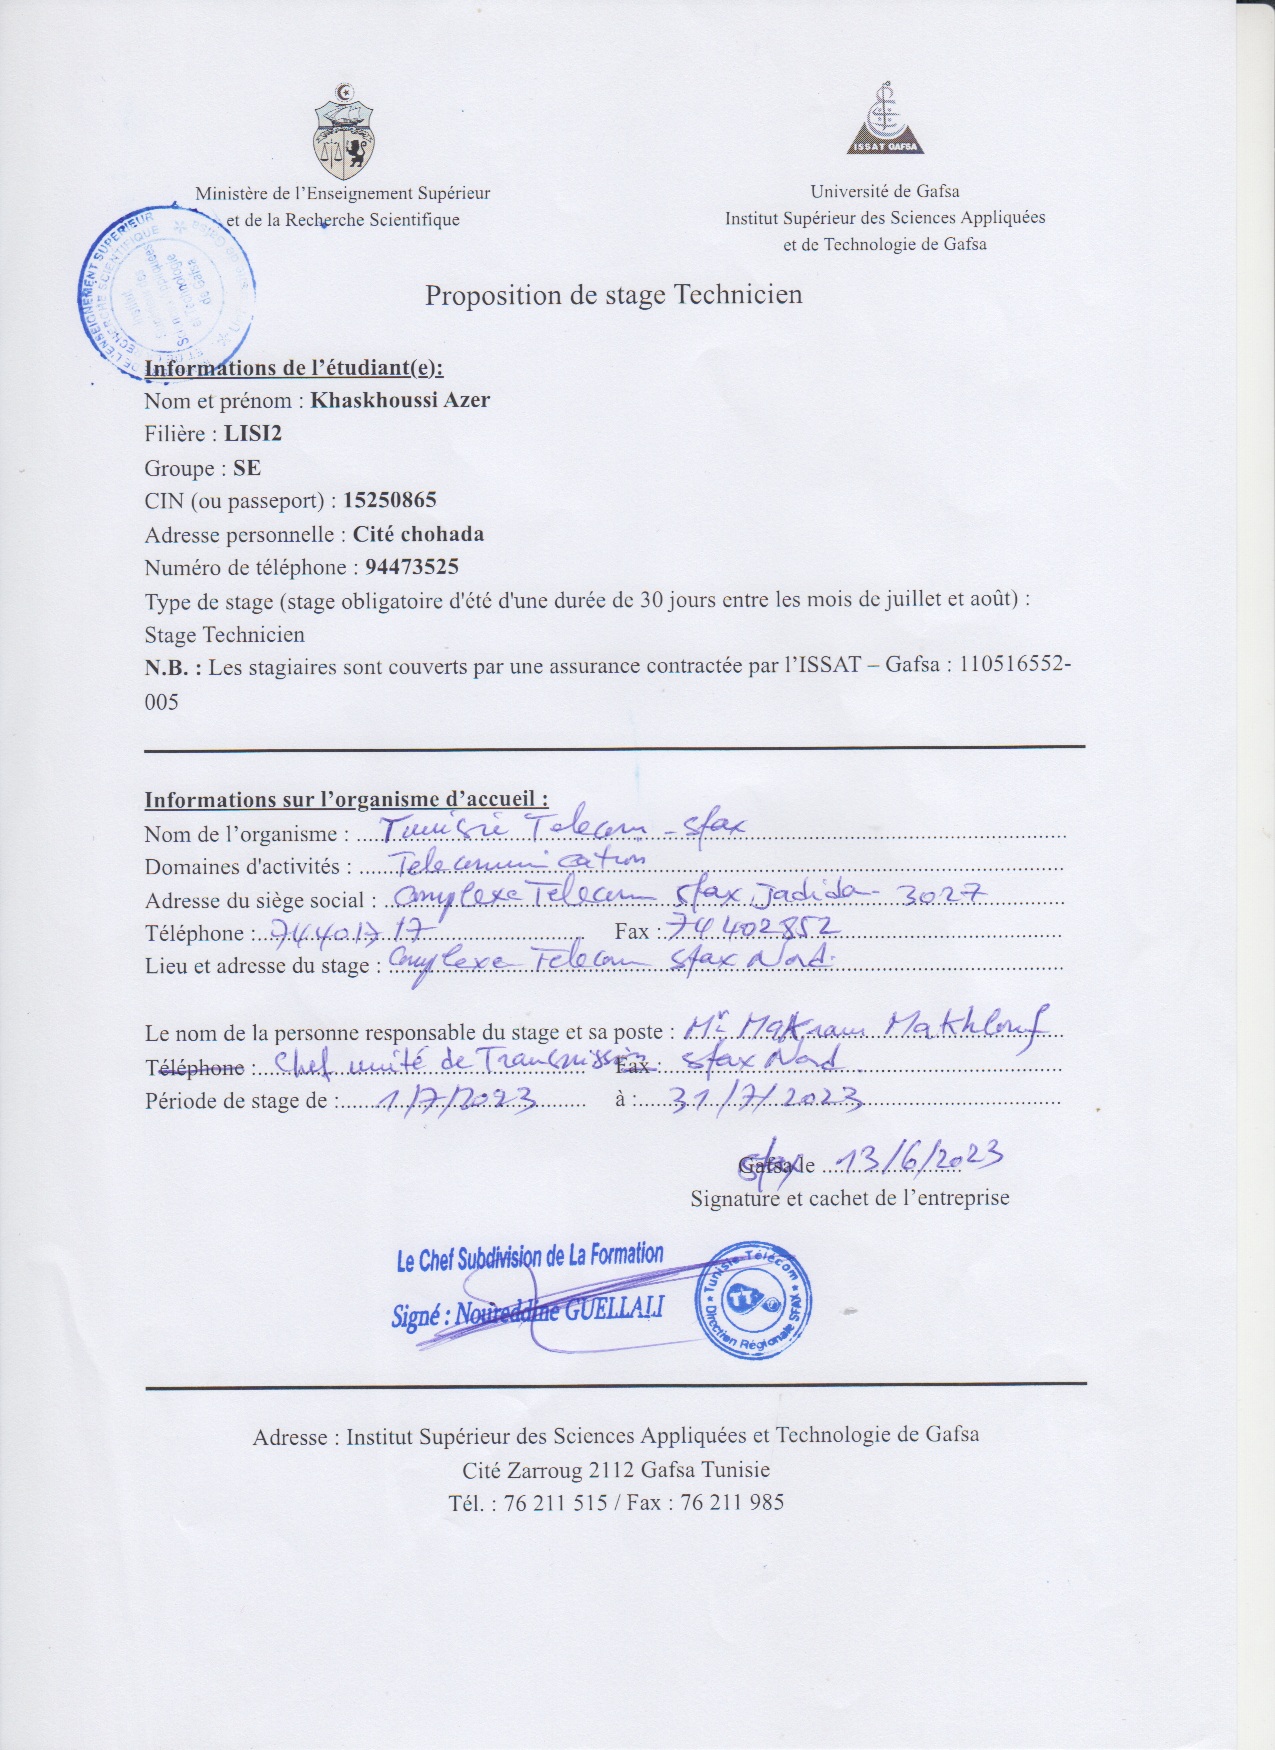 ISSAT GAFSA
Ministère de l'Enseignement Supérieur
et de la Recherche Scientifique
Université de Gafsa
Institut Supérieur des Sciences Appliquées
et de Technologie de Gafsa
DE L'ENSEIGNEMENT SUPERIEUR
SCIENTIFIQUE
de Gafsa
Proposition de stage Technicien
Informations de l'étudiant(e):
Nom et prénom : Khaskhoussi Azer
Filière : LISI2
Groupe : SE
CIN (ou passeport) : 15250865
Adresse personnelle : Cité chohada
Numéro de téléphone : 94473525
Type de stage (stage obligatoire d'été d'une durée de 30 jours entre les mois de juillet et août) :
Stage Technicien
N.B. : Les stagiaires sont couverts par une assurance contractée par l'ISSAT – Gafsa : 110516552-
005
Informations sur l'organisme d'accueil :
Nom de l'organisme : Tunisie Telecom - Sfax
Domaines d'activités : Telecommunication
Adresse du siège social : Complexe Telecom Sfax Jadida - 3027
Téléphone : 74401717 Fax : 74 402852
Lieu et adresse du stage : Complexe Telecom Sfax Nord.
Le nom de la personne responsable du stage et sa poste : Mr Makram Makhlouf
Téléphone : Chef unité de Transmission Fax : Sfax Nord
Période de stage de : 1/7/2023 à : 31/7/2023
Gafsa Sfax le 13/6/2023
Signature et cachet de l'entreprise
Le Chef Subdivision de La Formation
Signé : Noureddine GUELLALI
Tunisie Télécom * Direction Régionale SFAX *
TT
Adresse : Institut Supérieur des Sciences Appliquées et Technologie de Gafsa
Cité Zarroug 2112 Gafsa Tunisie
Tél. : 76 211 515 / Fax : 76 211 985